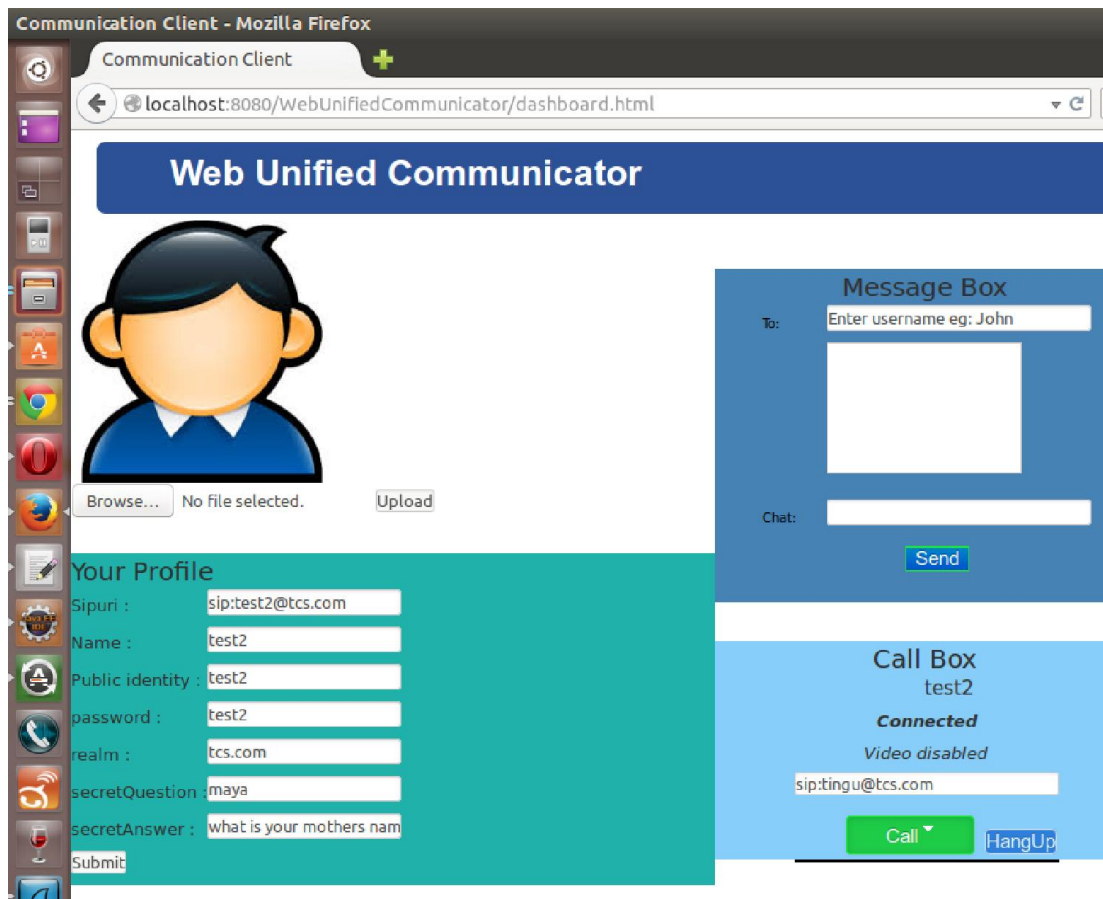 Communication Client - Mozilla Firefox
Communication Client
localhost:8080/WebUnifiedCommunicator/dashboard.html
Web Unified Communicator
Browse... No file selected. Upload
Your Profile
Sipuri : sip:test2@tcs.com
Name : test2
Public identity : test2
password : test2
realm : tcs.com
secretQuestion : maya
secretAnswer : what is your mothers nam
Submit
Message Box
To: Enter username eg: John
Chat:
Send
Call Box
test2
Connected
Video disabled
sip:tingu@tcs.com
Call HangUp